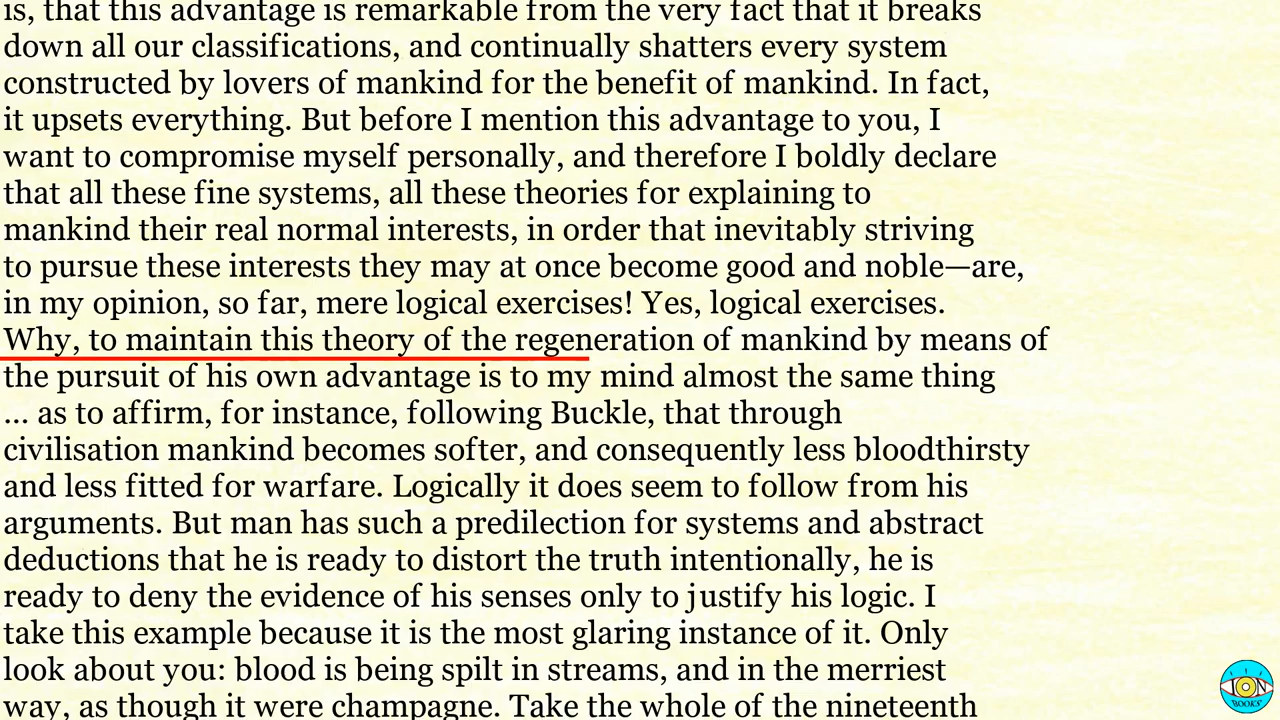 is, that this advantage is remarkable from the very fact that it breaks
down all our classifications, and continually shatters every system
constructed by lovers of mankind for the benefit of mankind. In fact,
it upsets everything. But before I mention this advantage to you, I
want to compromise myself personally, and therefore I boldly declare
that all these fine systems, all these theories for explaining to
mankind their real normal interests, in order that inevitably striving
to pursue these interests they may at once become good and noble—are,
in my opinion, so far, mere logical exercises! Yes, logical exercises.
Why, to maintain this theory of the regeneration of mankind by means of
the pursuit of his own advantage is to my mind almost the same thing
... as to affirm, for instance, following Buckle, that through
civilisation mankind becomes softer, and consequently less bloodthirsty
and less fitted for warfare. Logically it does seem to follow from his
arguments. But man has such a predilection for systems and abstract
deductions that he is ready to distort the truth intentionally, he is
ready to deny the evidence of his senses only to justify his logic. I
take this example because it is the most glaring instance of it. Only
look about you: blood is being spilt in streams, and in the merriest
way, as though it were champagne. Take the whole of the nineteenth
ION
BOOKS